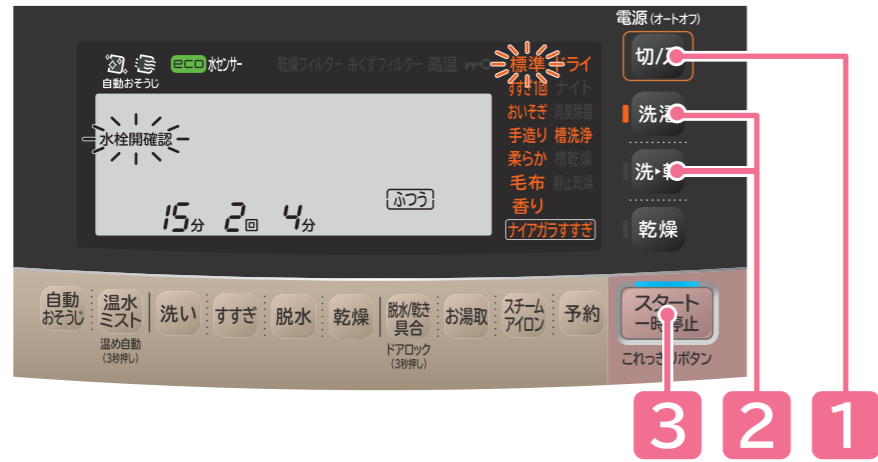 電源(オートオフ)
切/入
自動おそうじ
eco水センサー
乾燥フィルター 糸くずフィルター 高温
標準 ドライ
すすぎ1回 ナイト
おいそぎ 消臭除菌
手造り 槽洗浄
柔らか 槽乾燥
毛布 静止乾燥
香り
ナイアガラすすぎ
水栓開確認
15分 2回 4分
ふつう
洗濯
洗▸乾
乾燥
自動おそうじ
温水ミスト
温め自動
(3秒押し)
洗い
すすぎ
脱水
乾燥
脱水/乾き具合
ドアロック
(3秒押し)
お湯取
スチームアイロン
予約
スタート
一時停止
これっきりボタン
3 2 1